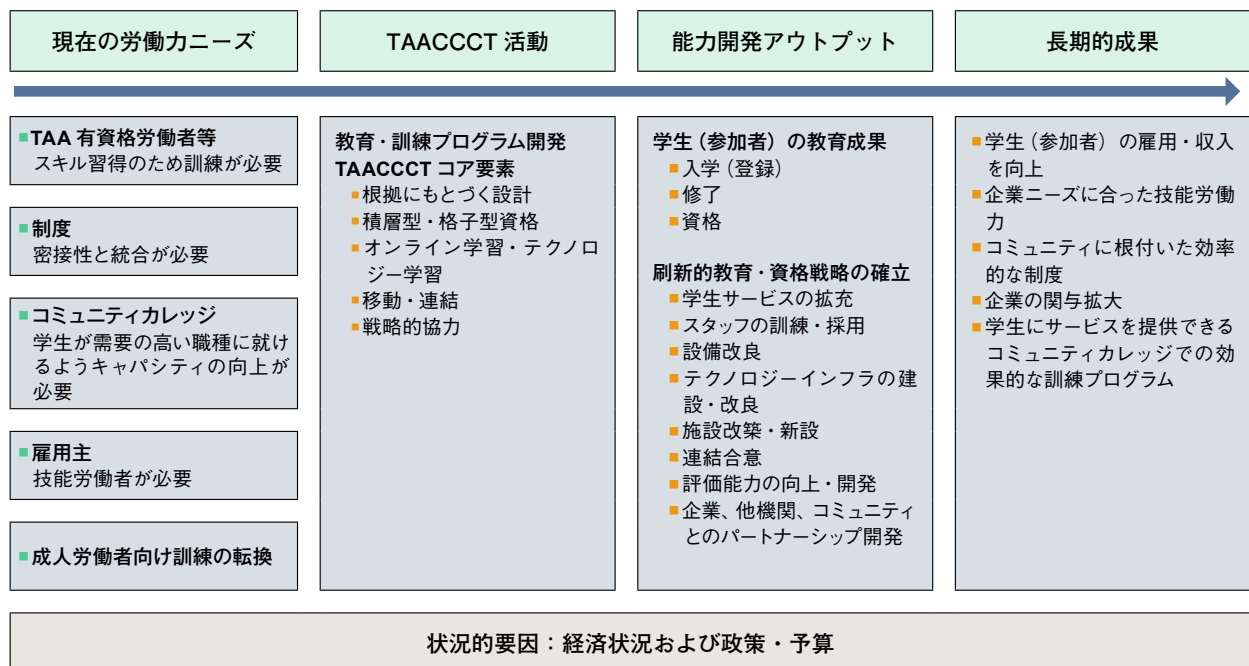 現在の労働力ニーズ
TAACCCT 活動
能力開発アウトプット
長期的成果
■TAA 有資格労働者等
スキル習得のため訓練が必要
■制度
密接性と統合が必要
■コミュニティカレッジ
学生が需要の高い職種に就け
るようキャパシティの向上が
必要
■雇用主
技能労働者が必要
■成人労働者向け訓練の転換
教育・訓練プログラム開発
TAACCCT コア要素
■根拠にもとづく設計
■積層型・格子型資格
■オンライン学習・テクノロ
ジー学習
■移動・連結
■戦略的協力
学生（参加者）の教育成果
■入学（登録）
■修了
■資格
刷新的教育・資格戦略の確立
■学生サービスの拡充
■スタッフの訓練・採用
■設備改良
■テクノロジーインフラの建
設・改良
■施設改築・新設
■連結合意
■評価能力の向上・開発
■企業、他機関、コミュニティ
とのパートナーシップ開発
■学生（参加者）の雇用・収入
を向上
■企業ニーズに合った技能労働
力
■コミュニティに根付いた効率
的な制度
■企業の関与拡大
■学生にサービスを提供できる
コミュニティカレッジでの効
果的な訓練プログラム
状況的要因：経済状況および政策・予算